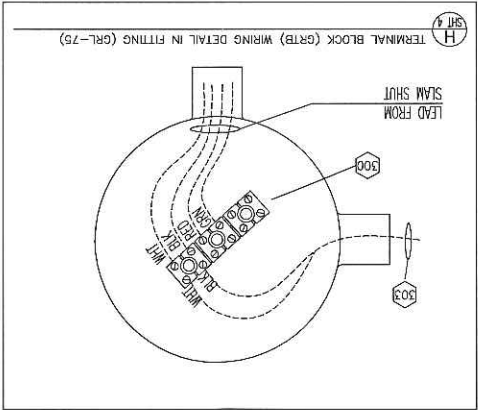 303
WHT
BLK
300
WHT
BLK
RED
GRN
LEAD FROM
SLAM SHUT
TERMINAL BLOCK (GRTB) WIRING DETAIL IN FITTING (GRL-75)
H
SHT 4